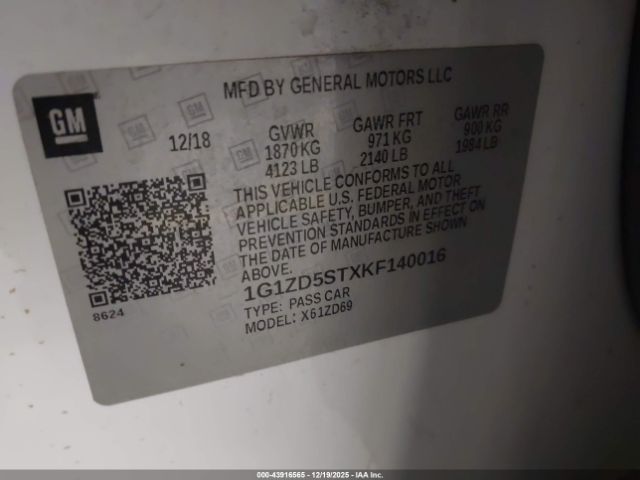 MFD BY GENERAL MOTORS LLC
GM
12/18
GVWR
1870 KG
4123 LB
GAWR FRT
971 KG
2140 LB
GAWR RR
900 KG
1984 LB
THIS VEHICLE CONFORMS TO ALL
APPLICABLE U.S. FEDERAL MOTOR
VEHICLE SAFETY, BUMPER, AND THEFT
PREVENTION STANDARDS IN EFFECT ON
THE DATE OF MANUFACTURE SHOWN
ABOVE.
1G1ZD5STXKF140016
TYPE: PASS CAR
MODEL: X61ZD69
8624
000-43916565 • 12/19/2025 • IAA Inc.